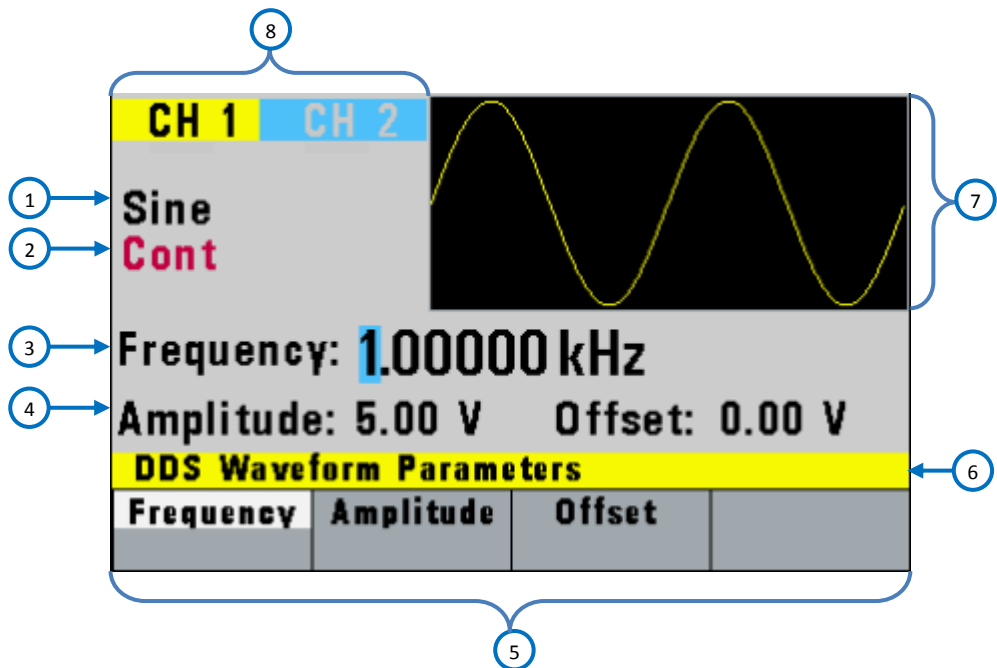 8
CH 1 CH 2
1
Sine
2
Cont
7
3
Frequency: 1.00000 kHz
4
Amplitude: 5.00 V Offset: 0.00 V
DDS Waveform Parameters
6
Frequency Amplitude Offset
5